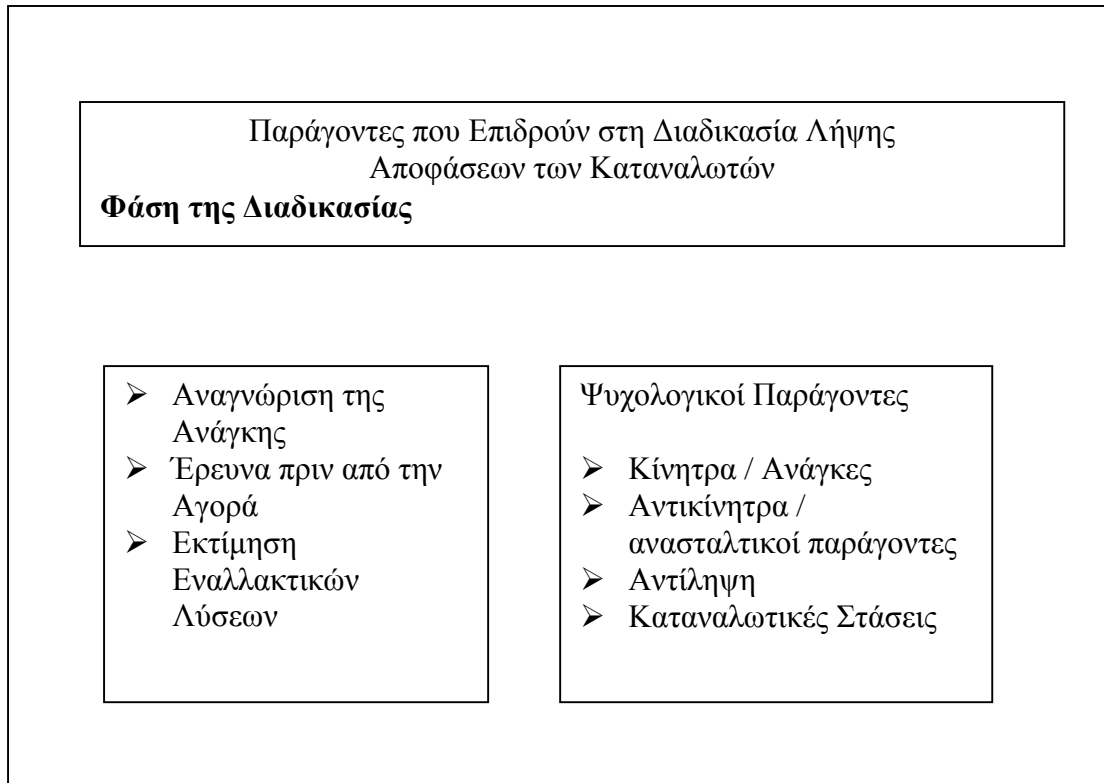 Παράγοντες που Επιδρούν στη Διαδικασία Λήψης
Αποφάσεων των Καταναλωτών
Φάση της Διαδικασίας
➢ Αναγνώριση της
Ανάγκης
➢ Έρευνα πριν από την
Αγορά
➢ Εκτίμηση
Εναλλακτικών
Λύσεων
Ψυχολογικοί Παράγοντες
➢ Κίνητρα / Ανάγκες
➢ Αντικίνητρα /
ανασταλτικοί παράγοντες
➢ Αντίληψη
➢ Καταναλωτικές Στάσεις